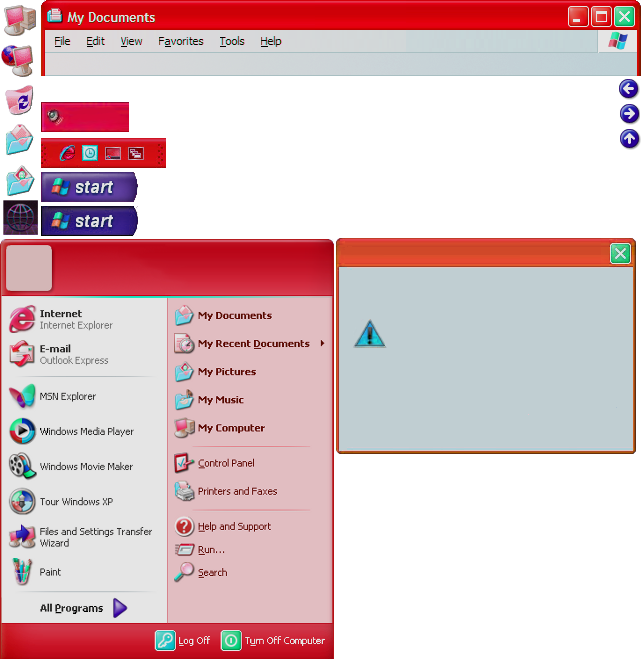 My Documents
File Edit View Favorites Tools Help
start
start
Internet
Internet Explorer
E-mail
Outlook Express
MSN Explorer
Windows Media Player
Windows Movie Maker
Tour Windows XP
Files and Settings Transfer
Wizard
Paint
All Programs
My Documents
My Recent Documents
My Pictures
My Music
My Computer
Control Panel
Printers and Faxes
Help and Support
Run...
Search
Log Off
Turn Off Computer